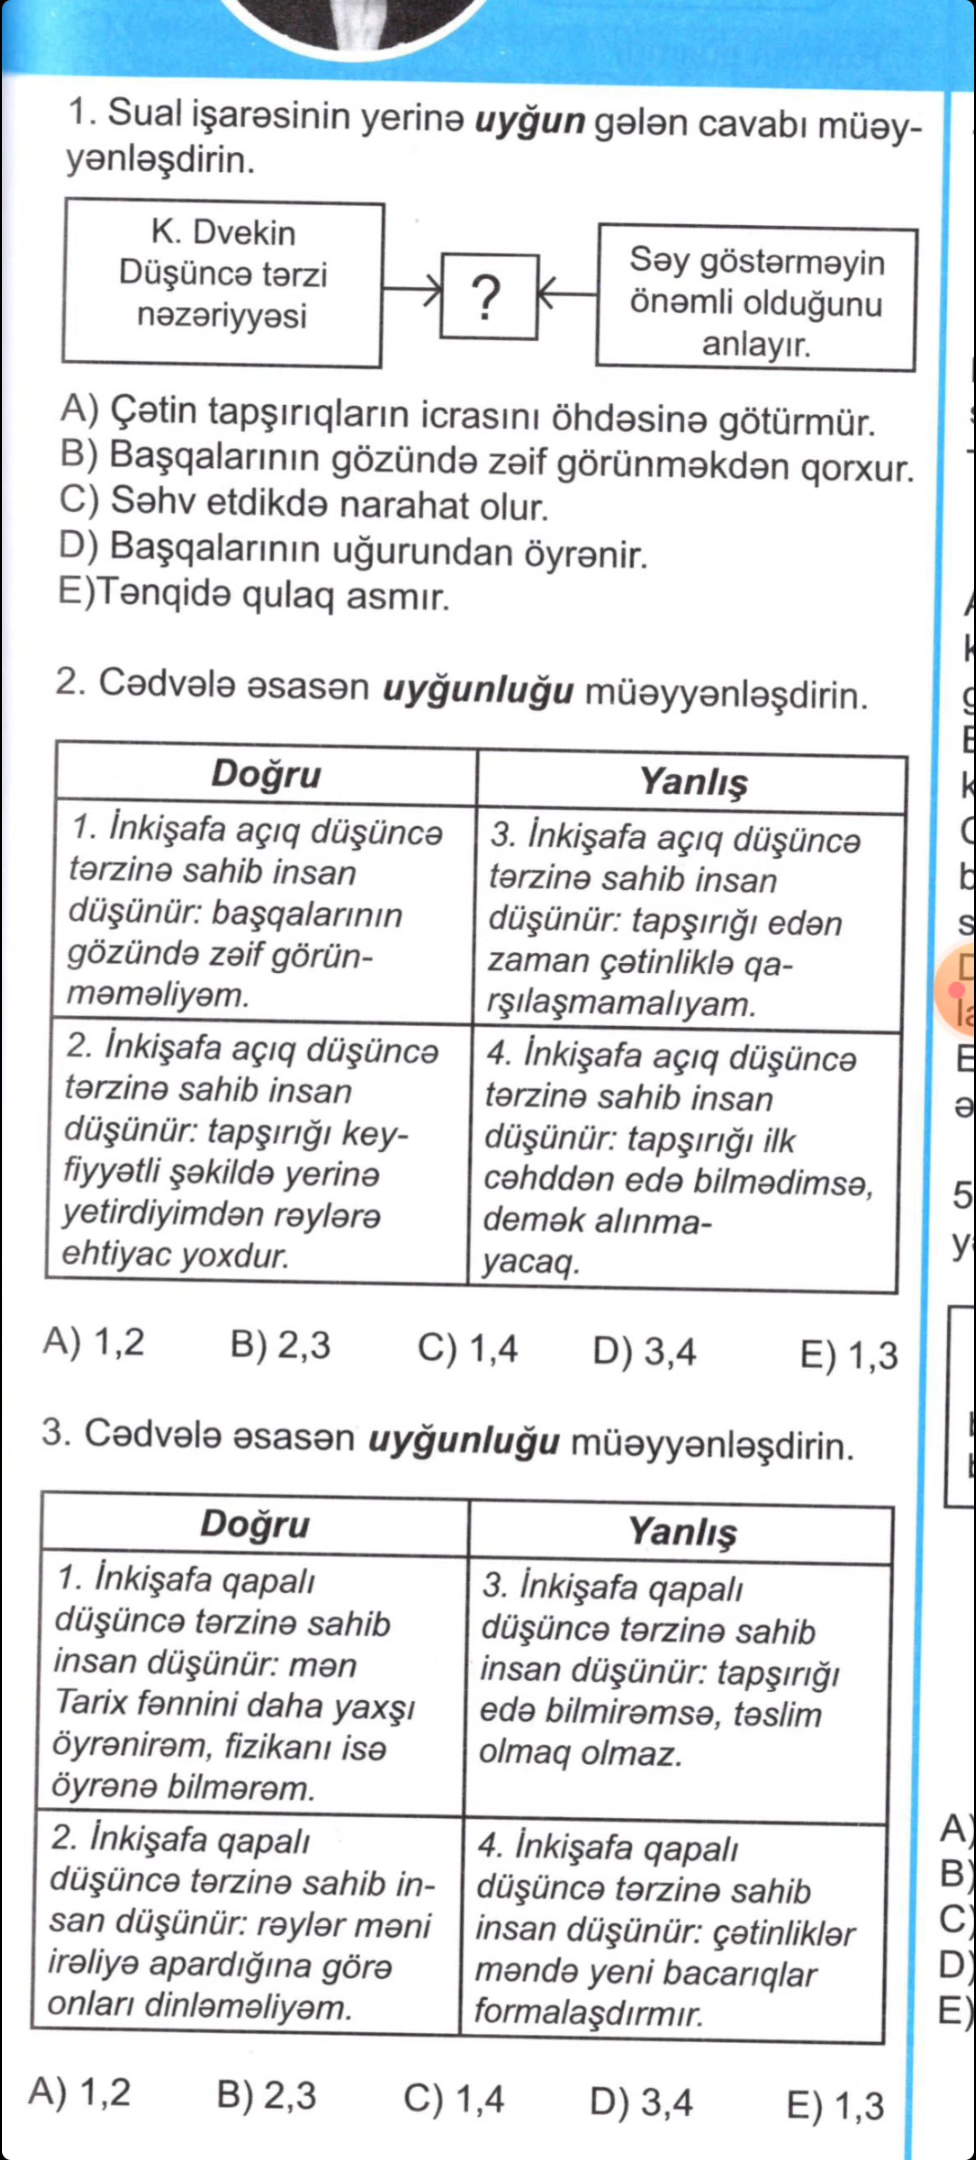 1. Sual işarəsinin yerinə uyğun gələn cavabı müəy-
yənləşdirin.
K. Dvekin
Düşüncə tərzi
nəzəriyyəsi
?
Səy göstərməyin
önəmli olduğunu
anlayır.
A) Çətin tapşırıqların icrasını öhdəsinə götürmür.
B) Başqalarının gözündə zəif görünməkdən qorxur.
C) Səhv etdikdə narahat olur.
D) Başqalarının uğurundan öyrənir.
E)Tənqidə qulaq asmır.
2. Cədvələ əsasən uyğunluğu müəyyənləşdirin.
Doğru
1. İnkişafa açıq düşüncə
tərzinə sahib insan
düşünür: başqalarının
gözündə zəif görün-
məməliyəm.
2. İnkişafa açıq düşüncə
tərzinə sahib insan
düşünür: tapşırığı key-
fiyyətli şəkildə yerinə
yetirdiyimdən rəylərə
ehtiyac yoxdur.
Yanlış
3. İnkişafa açıq düşüncə
tərzinə sahib insan
düşünür: tapşırığı edən
zaman çətinliklə qa-
rşılaşmamalıyam.
4. İnkişafa açıq düşüncə
tərzinə sahib insan
düşünür: tapşırığı ilk
cəhddən edə bilmədimsə,
demək alınma-
yacaq.
A) 1,2 B) 2,3 C) 1,4 D) 3,4 E) 1,3
3. Cədvələ əsasən uyğunluğu müəyyənləşdirin.
Doğru
1. İnkişafa qapalı
düşüncə tərzinə sahib
insan düşünür: mən
Tarix fənnini daha yaxşı
öyrənirəm, fizikanı isə
öyrənə bilmərəm.
2. İnkişafa qapalı
düşüncə tərzinə sahib in-
san düşünür: rəylər məni
irəliyə apardığına görə
onları dinləməliyəm.
Yanlış
3. İnkişafa qapalı
düşüncə tərzinə sahib
insan düşünür: tapşırığı
edə bilmirəmsə, təslim
olmaq olmaz.
4. İnkişafa qapalı
düşüncə tərzinə sahib
insan düşünür: çətinliklər
məndə yeni bacarıqlar
formalaşdırmır.
A) 1,2 B) 2,3 C) 1,4 D) 3,4 E) 1,3
5
A)
B)
C)
D)
E)